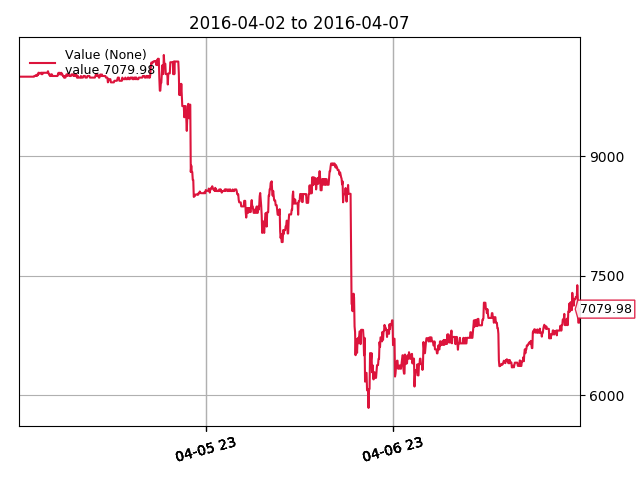 2016-04-02 to 2016-04-07
Value (None)
value 7079.98
9000
7500
7079.98
6000
04-05 23
04-06 23